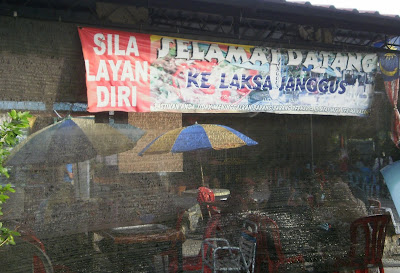 SILA
LAYAN
DIRI
SELAMAT DATANG
KE LAKSA JANGGUS